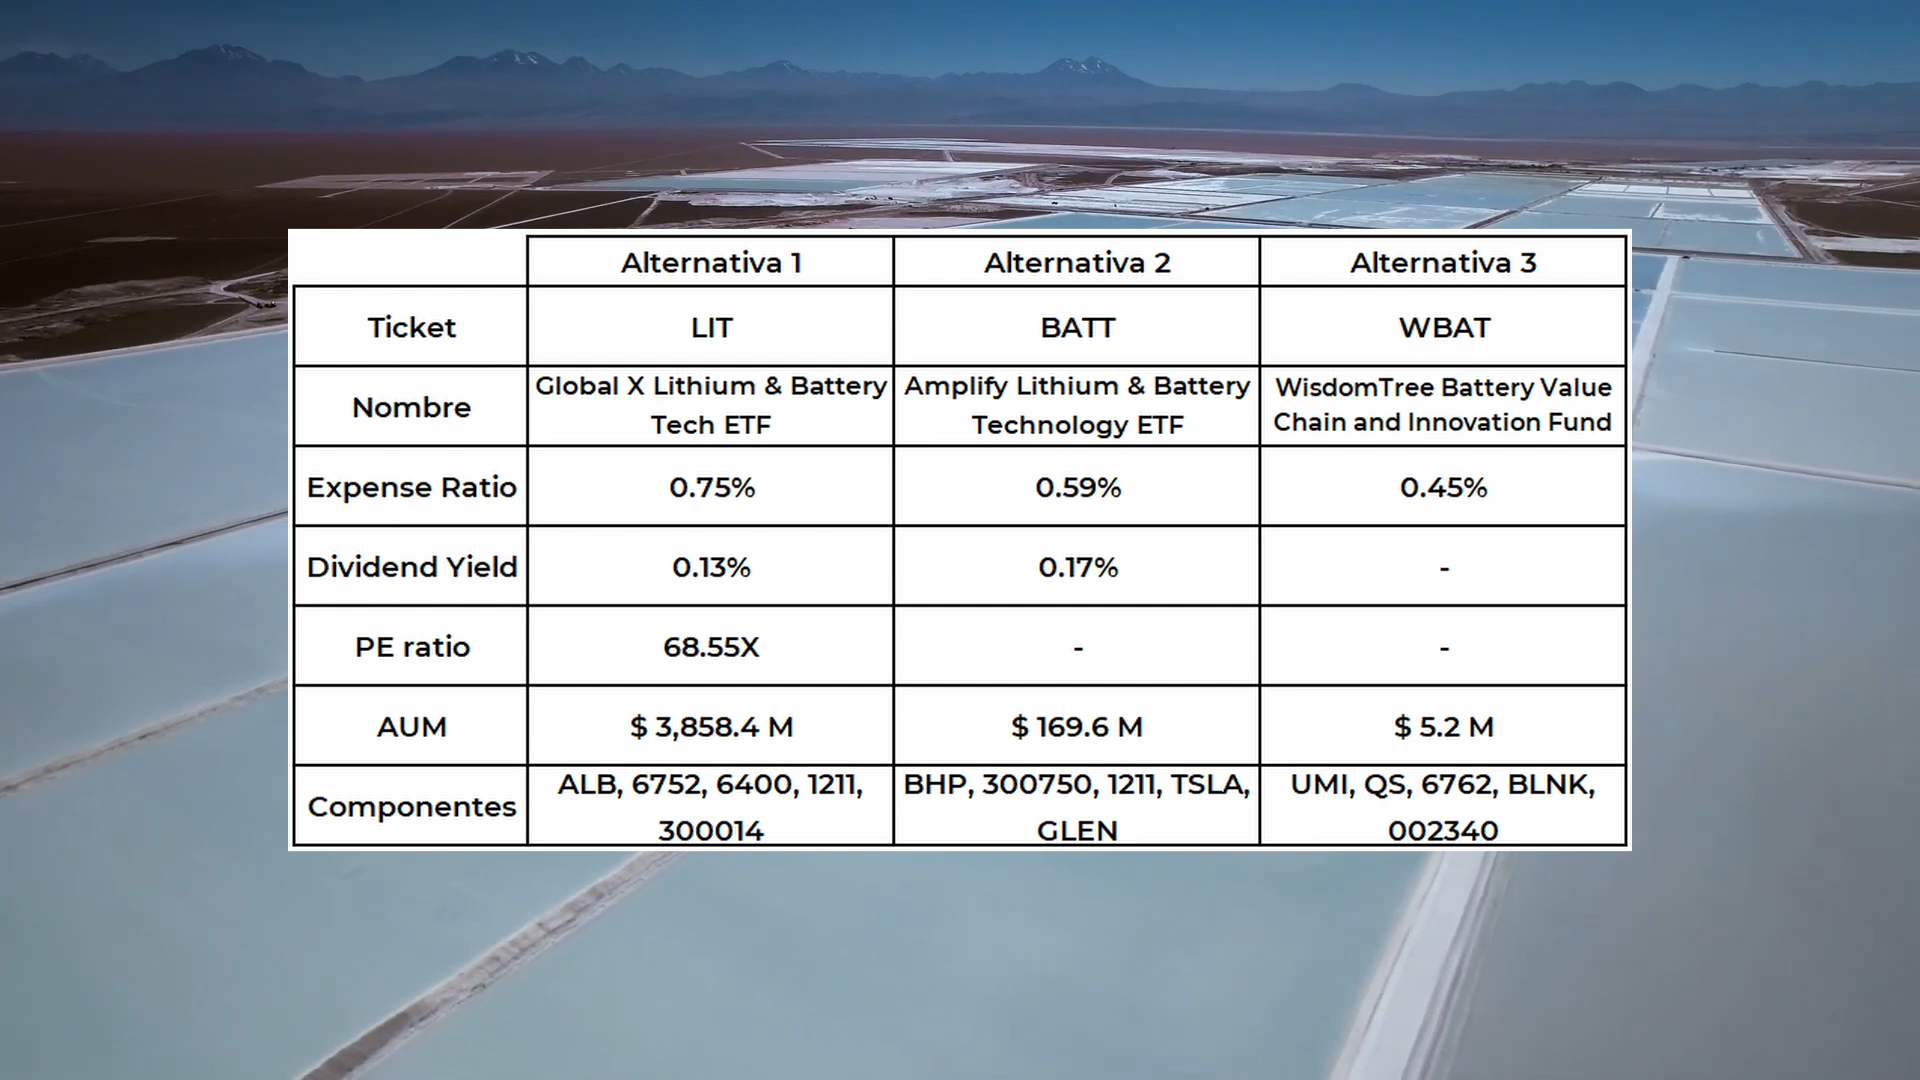 Alternativa 1 Alternativa 2 Alternativa 3
Ticket LIT BATT WBAT
Nombre Global X Lithium & Battery Tech ETF Amplify Lithium & Battery Technology ETF WisdomTree Battery Value Chain and Innovation Fund
Expense Ratio 0.75% 0.59% 0.45%
Dividend Yield 0.13% 0.17% -
PE ratio 68.55X - -
AUM $ 3,858.4 M $ 169.6 M $ 5.2 M
Componentes ALB, 6752, 6400, 1211, 300014 BHP, 300750, 1211, TSLA, GLEN UMI, QS, 6762, BLNK, 002340